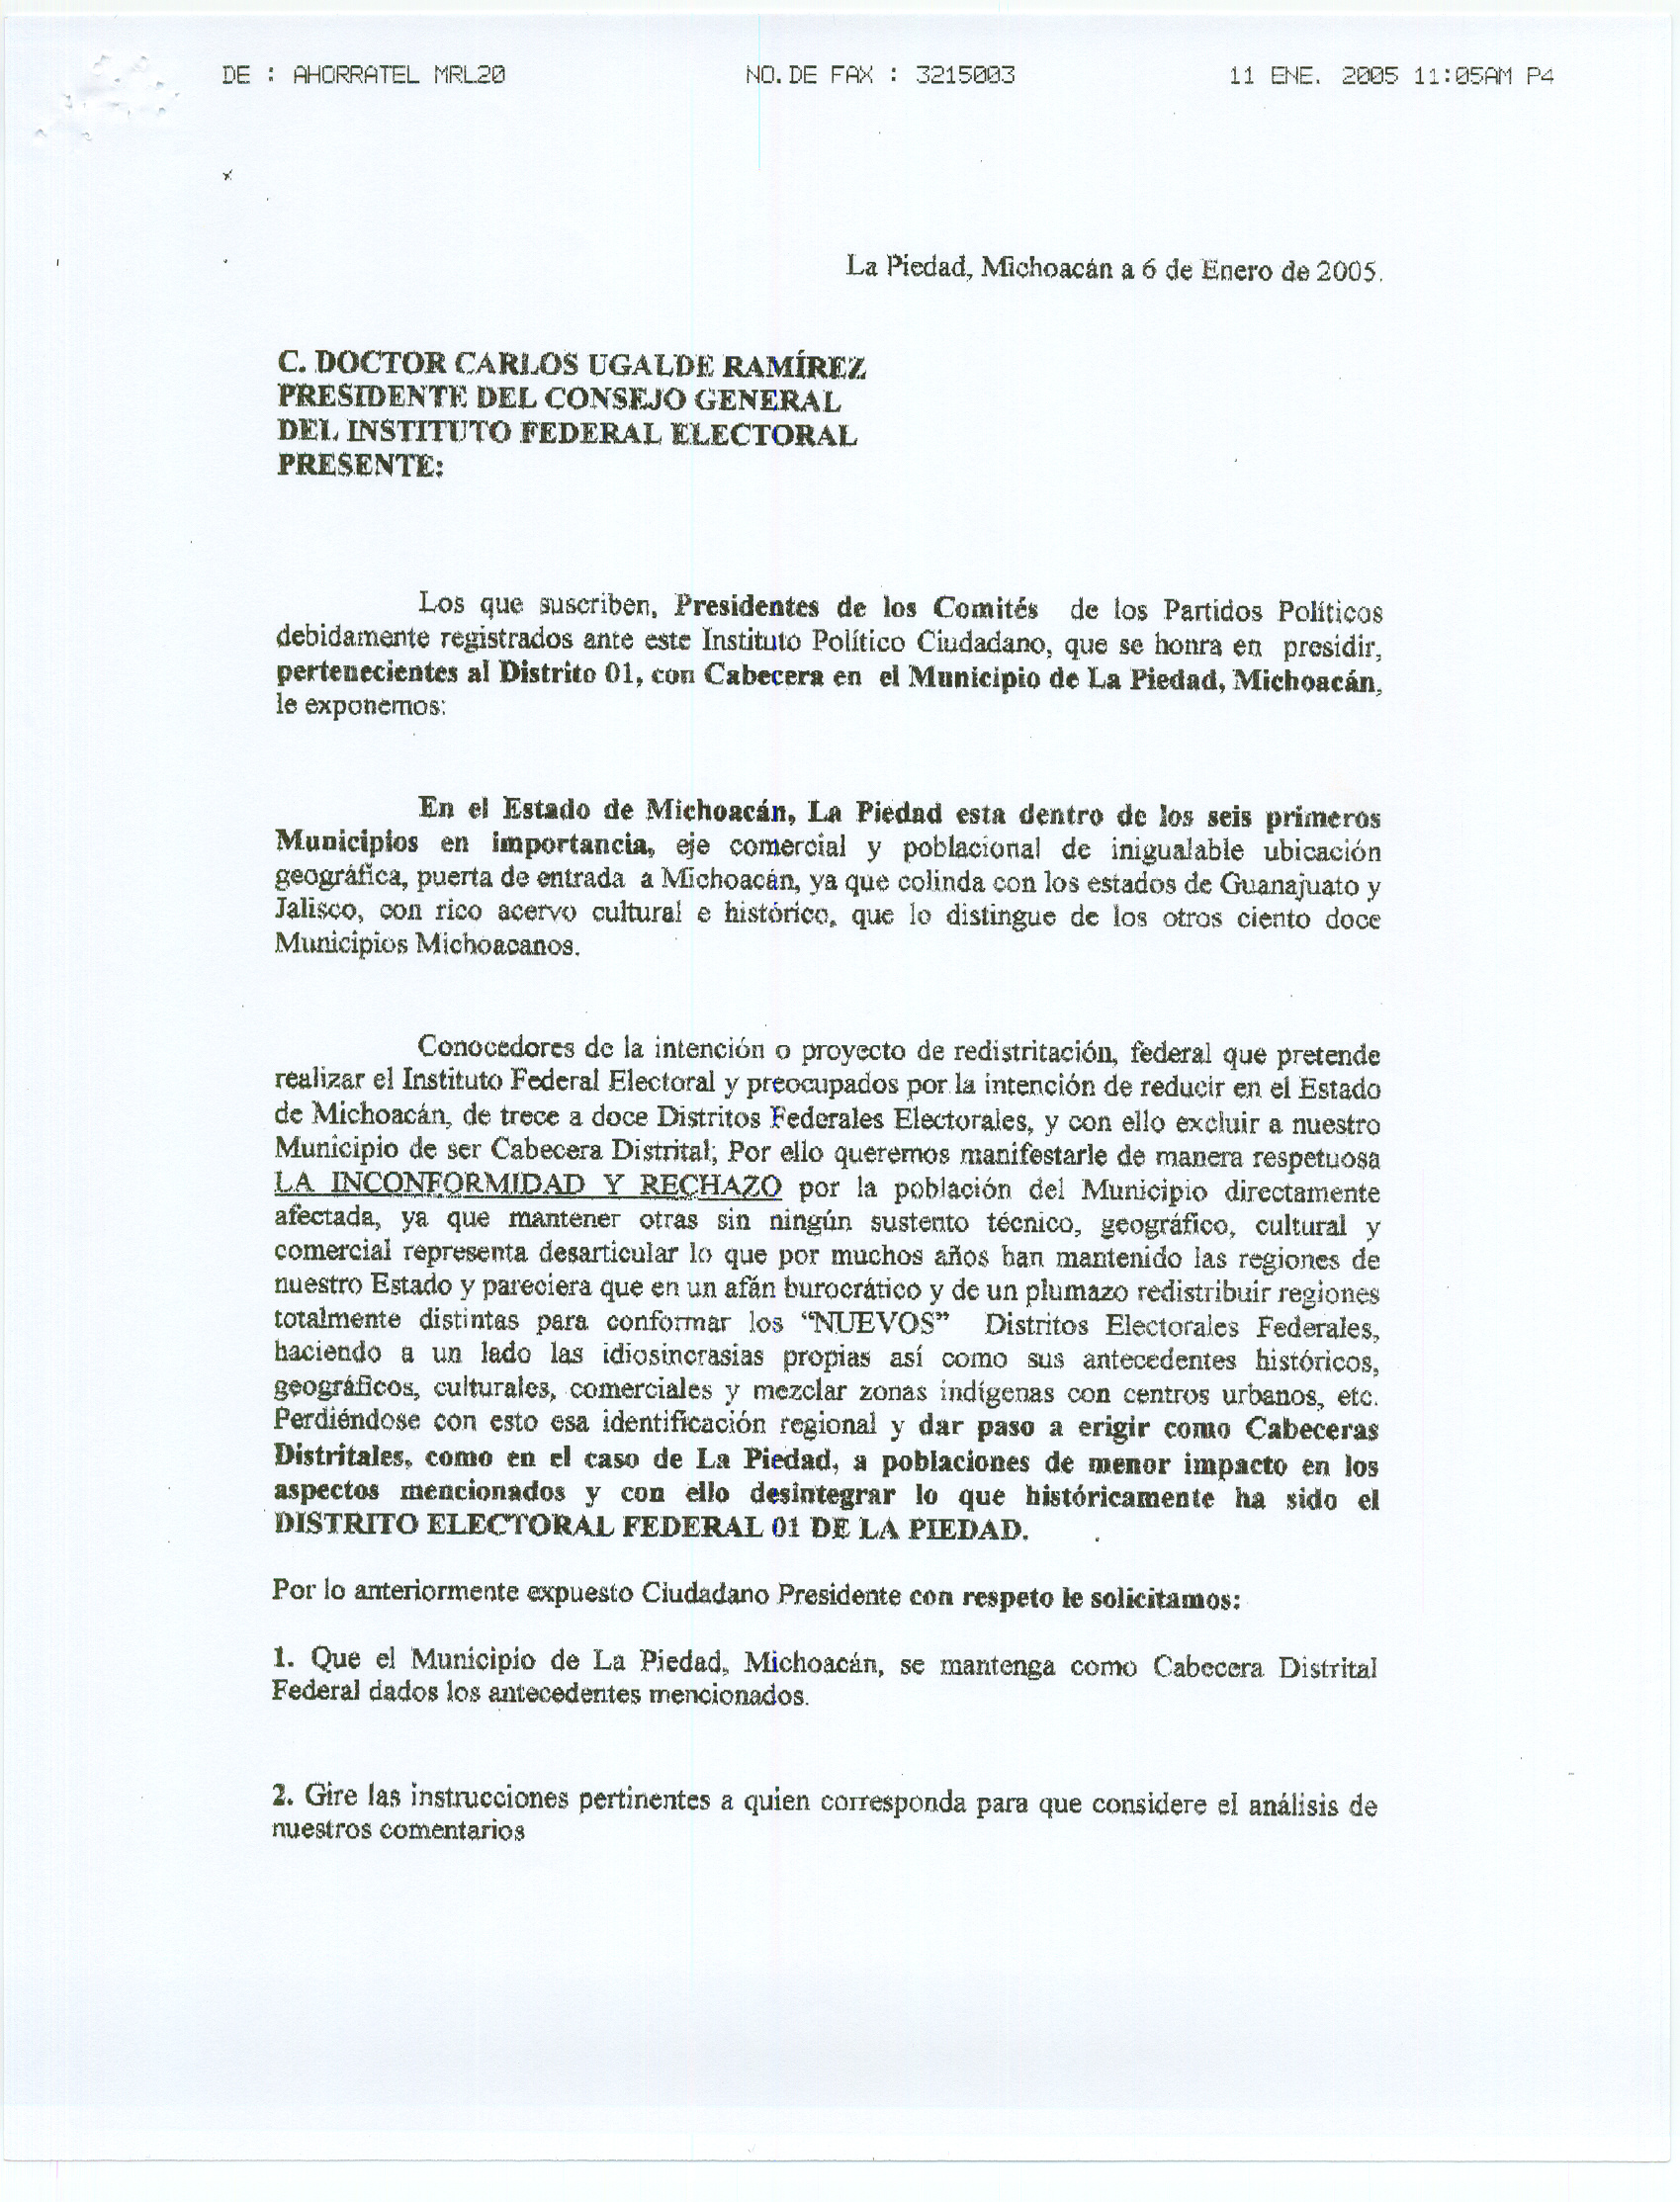 DE : AHORRATEL MRL20 NO. DE FAX : 3215003 11 ENE. 2005 11:05AM P4
La Piedad, Michoacán a 6 de Enero de 2005.
C. DOCTOR CARLOS UGALDE RAMÍREZ
PRESIDENTE DEL CONSEJO GENERAL
DEL INSTITUTO FEDERAL ELECTORAL
PRESENTE:
Los que suscriben, Presidentes de los Comités de los Partidos Políticos
debidamente registrados ante este Instituto Político Ciudadano, que se honra en presidir,
pertenecientes al Distrito 01, con Cabecera en el Municipio de La Piedad, Michoacán,
le exponemos:
En el Estado de Michoacán, La Piedad esta dentro de los seis primeros
Municipios en importancia, eje comercial y poblacional de inigualable ubicación
geográfica, puerta de entrada a Michoacán, ya que colinda con los estados de Guanajuato y
Jalisco, con rico acervo cultural e histórico, que lo distingue de los otros ciento doce
Municipios Michoacanos.
Conocedores de la intención o proyecto de redistritación, federal que pretende
realizar el Instituto Federal Electoral y preocupados por la intención de reducir en el Estado
de Michoacán, de trece a doce Distritos Federales Electorales, y con ello excluir a nuestro
Municipio de ser Cabecera Distrital; Por ello queremos manifestarle de manera respetuosa
LA INCONFORMIDAD Y RECHAZO por la población del Municipio directamente
afectada, ya que mantener otras sin ningún sustento técnico, geográfico, cultural y
comercial representa desarticular lo que por muchos años han mantenido las regiones de
nuestro Estado y pareciera que en un afán burocrático y de un plumazo redistribuir regiones
totalmente distintas para conformar los “NUEVOS” Distritos Electorales Federales,
haciendo a un lado las idiosincrasias propias así como sus antecedentes históricos,
geográficos, culturales, comerciales y mezclar zonas indígenas con centros urbanos, etc.
Perdiéndose con esto esa identificación regional y dar paso a erigir como Cabeceras
Distritales, como en el caso de La Piedad, a poblaciones de menor impacto en los
aspectos mencionados y con ello desintegrar lo que históricamente ha sido el
DISTRITO ELECTORAL FEDERAL 01 DE LA PIEDAD.
Por lo anteriormente expuesto Ciudadano Presidente con respeto le solicitamos:
1. Que el Municipio de La Piedad, Michoacán, se mantenga como Cabecera Distrital
Federal dados los antecedentes mencionados.
2. Gire las instrucciones pertinentes a quien corresponda para que considere el análisis de
nuestros comentarios